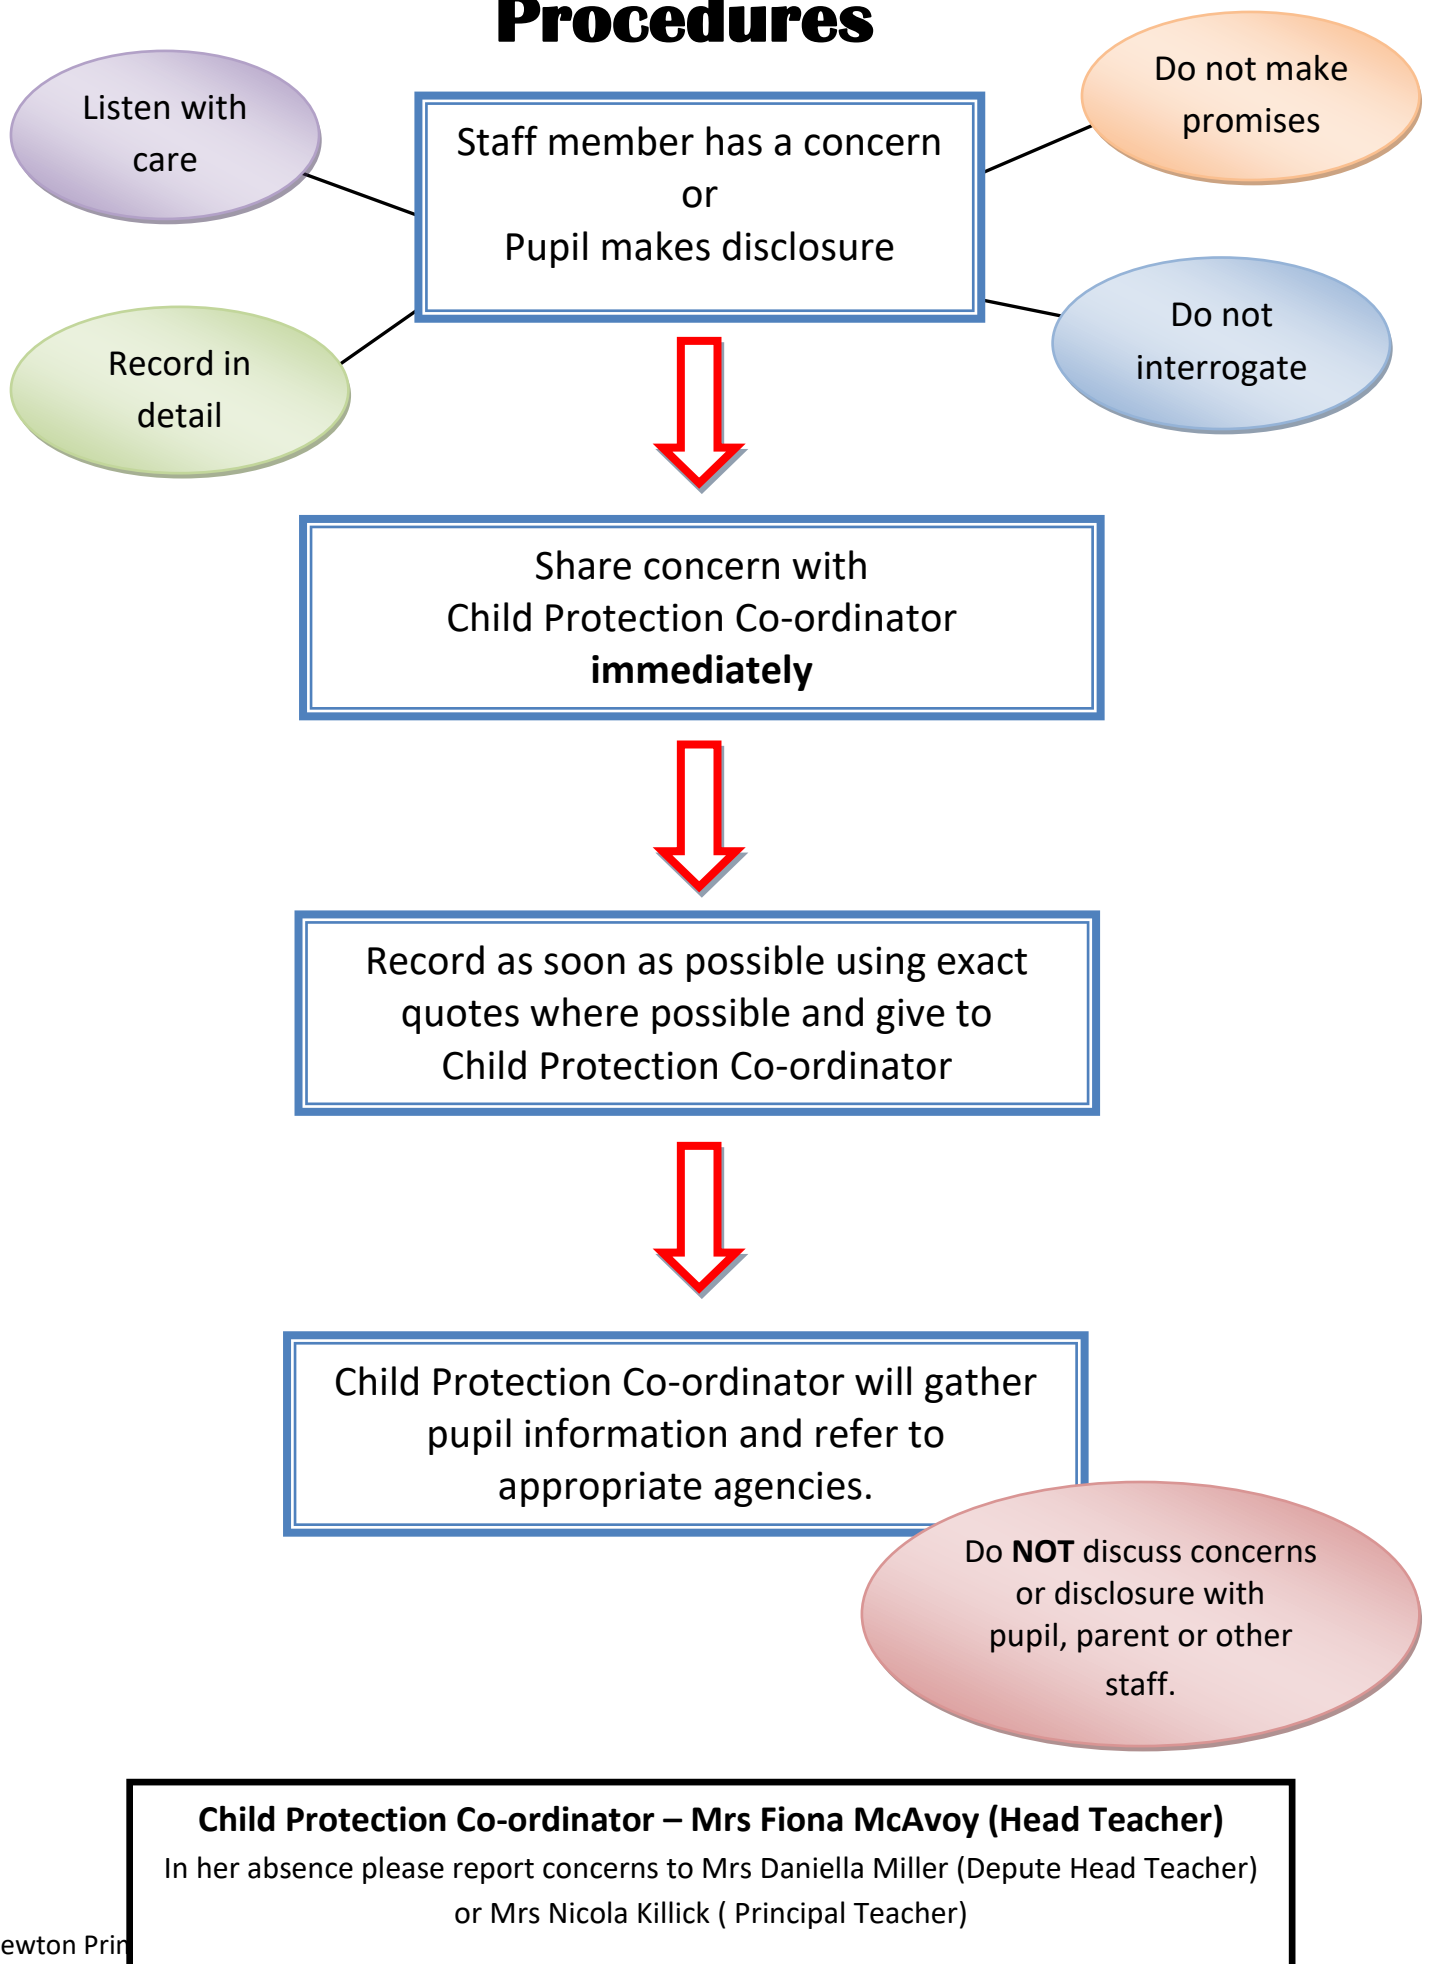 Procedures
Listen with
care
Do not make
promises
Staff member has a concern
or
Pupil makes disclosure
Record in
detail
Do not
interrogate
Share concern with
Child Protection Co-ordinator
immediately
Record as soon as possible using exact
quotes where possible and give to
Child Protection Co-ordinator
Child Protection Co-ordinator will gather
pupil information and refer to
appropriate agencies.
Do NOT discuss concerns
or disclosure with
pupil, parent or other
staff.
Child Protection Co-ordinator – Mrs Fiona McAvoy (Head Teacher)
In her absence please report concerns to Mrs Daniella Miller (Depute Head Teacher)
or Mrs Nicola Killick ( Principal Teacher)